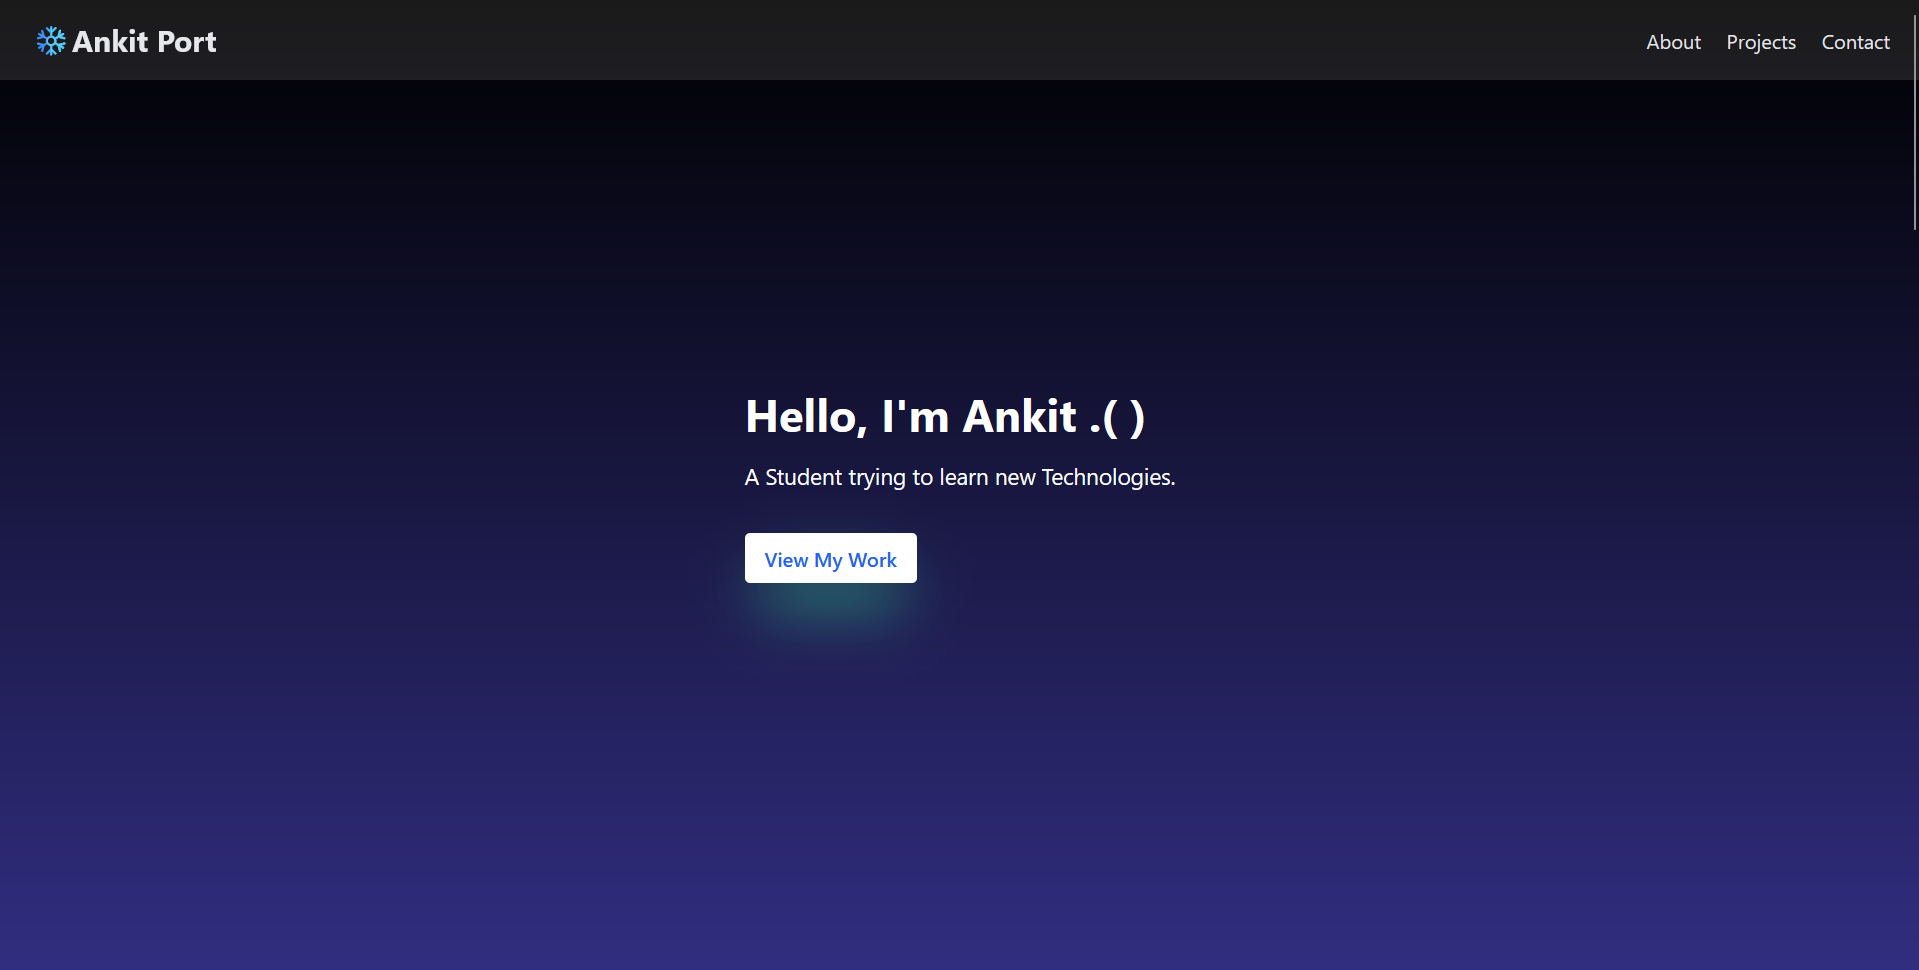 Ankit Port
About Projects Contact
Hello, I'm Ankit .( )
A Student trying to learn new Technologies.
View My Work